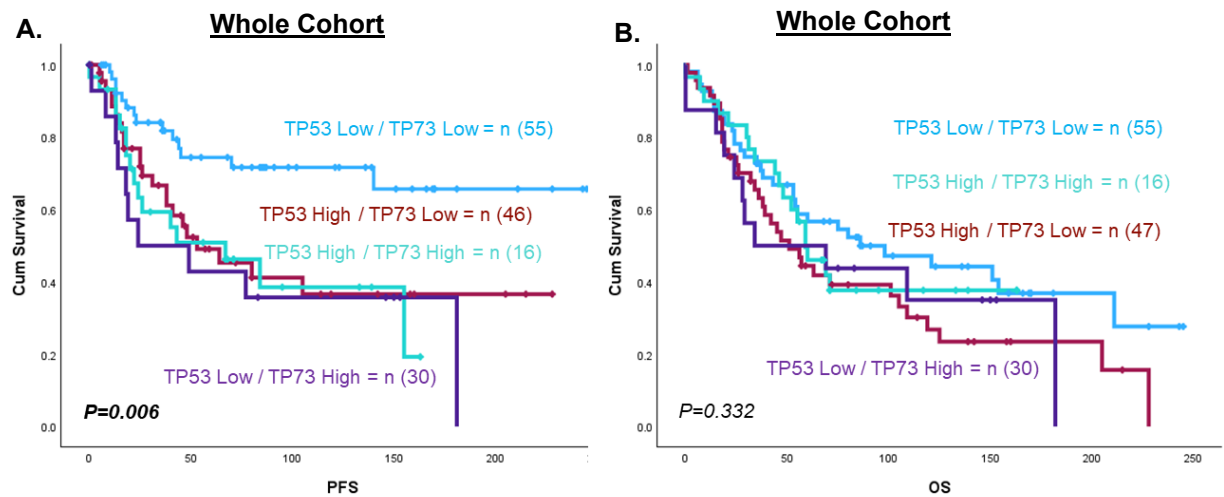 A.
Whole Cohort
1.0
0.8
0.6
0.4
0.2
0.0
Cum Survival
TP53 Low / TP73 Low = n (55)
TP53 High / TP73 Low = n (46)
TP53 High / TP73 High = n (16)
TP53 Low / TP73 High = n (30)
P=0.006
0 50 100 150 200
PFS
B.
Whole Cohort
1.0
0.8
0.6
0.4
0.2
0.0
Cum Survival
TP53 Low / TP73 Low = n (55)
TP53 High / TP73 High = n (16)
TP53 High / TP73 Low = n (47)
TP53 Low / TP73 High = n (30)
P=0.332
0 50 100 150 200 250
OS